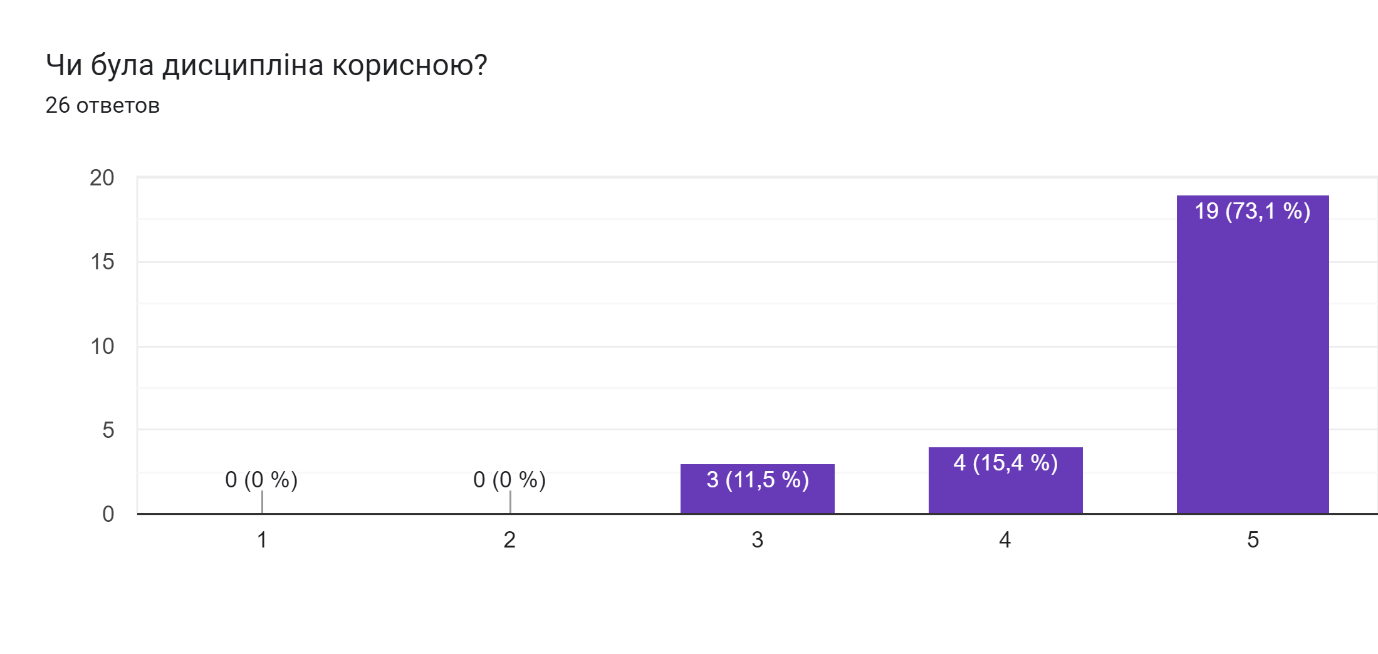 Чи була дисципліна корисною?
26 ответов
20
15
10
5
0
0 (0 %)
0 (0 %)
3 (11,5 %)
4 (15,4 %)
19 (73,1 %)
1
2
3
4
5